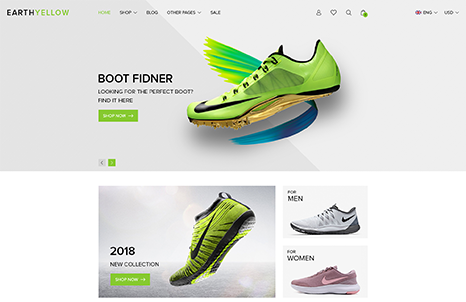 EARTHYELLOW
HOME SHOP BLOG OTHER PAGES SALE
ENG USD
BOOT FIDNER
LOOKING FOR THE PERFECT BOOT?
FIND IT HERE
SHOP NOW
2018
NEW COLLECTION
SHOP NOW
FOR
MEN
FOR
WOMEN